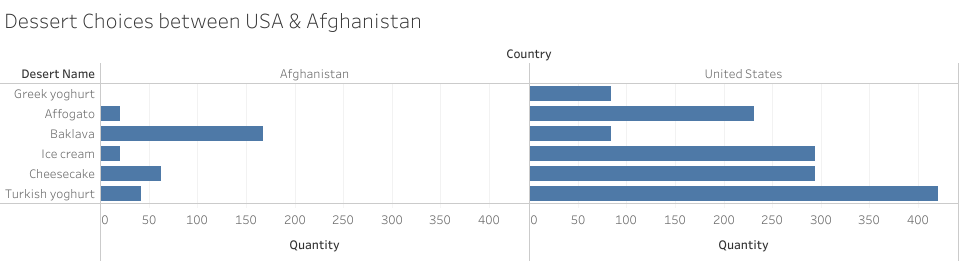 Dessert Choices between USA & Afghanistan
Country
Desert Name Afghanistan United States
Greek yoghurt
Affogato
Baklava
Ice cream
Cheesecake
Turkish yoghurt
0 50 100 150 200 250 300 350 400 0 50 100 150 200 250 300 350 400
Quantity Quantity